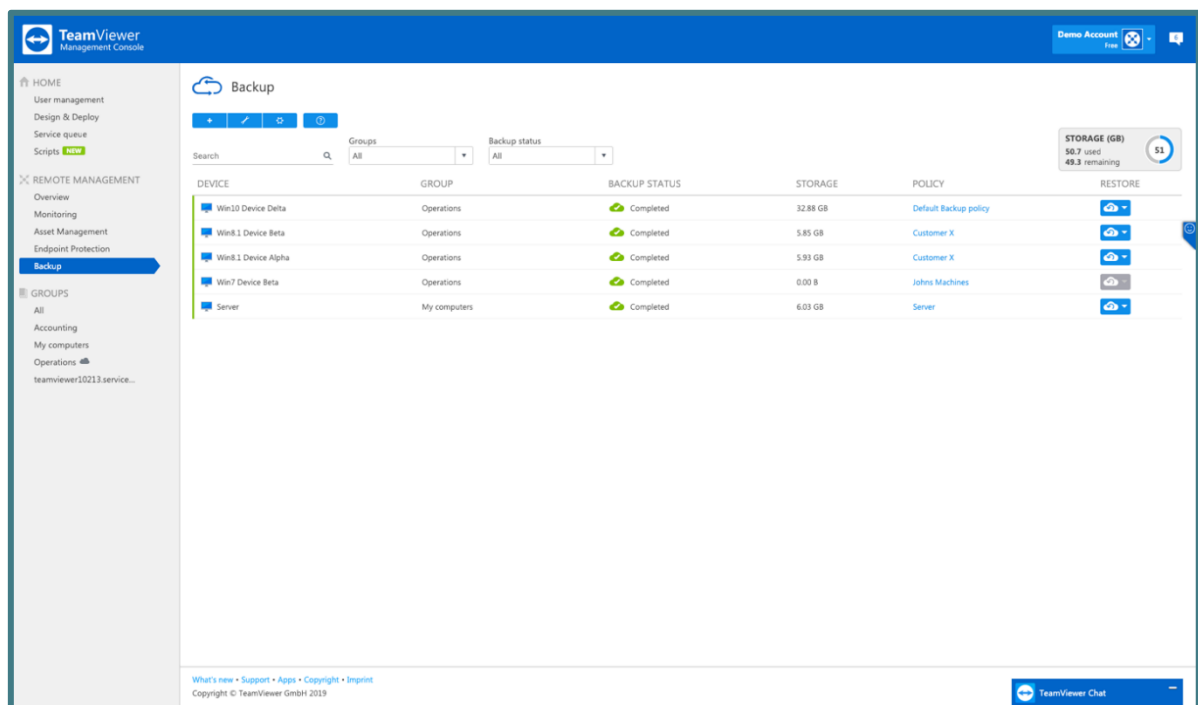 TeamViewer
Management Console
Demo Account
Free
HOME
User management
Design & Deploy
Service queue
Scripts NEW
REMOTE MANAGEMENT
Overview
Monitoring
Asset Management
Endpoint Protection
Backup
GROUPS
All
Accounting
My computers
Operations
teamviewer10213.service...
Backup
+
?
Groups
Backup status
Search
All
All
STORAGE (GB)
50.7 used
49.3 remaining
51
DEVICE GROUP BACKUP STATUS STORAGE POLICY RESTORE
Win10 Device Delta Operations Completed 32.88 GB Default Backup policy
Win8.1 Device Beta Operations Completed 5.85 GB Customer X
Win8.1 Device Alpha Operations Completed 5.93 GB Customer X
Win7 Device Beta Operations Completed 0.00 B Johns Machines
Server My computers Completed 6.03 GB Server
What's new • Support • Apps • Copyright • Imprint
Copyright © TeamViewer GmbH 2019
TeamViewer Chat